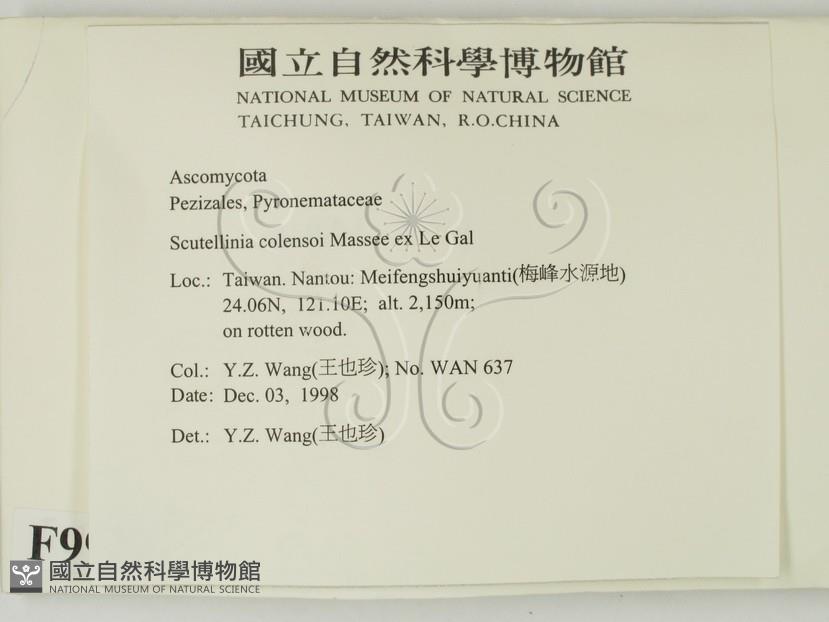 國立自然科學博物館
NATIONAL MUSEUM OF NATURAL SCIENCE
TAICHUNG, TAIWAN, R.O.CHINA
Ascomycota
Pezizales, Pyronemataceae
Scutellinia colensoi Massee ex Le Gal
Loc.: Taiwan. Nantou: Meifengshuiyuanti(梅峰水源地)
24.06N, 121.10E; alt. 2,150m;
on rotten wood.
Col.: Y.Z. Wang(王也珍); No. WAN 637
Date: Dec. 03, 1998
Det.: Y.Z. Wang(王也珍)
國立自然科學博物館
NATIONAL MUSEUM OF NATURAL SCIENCE